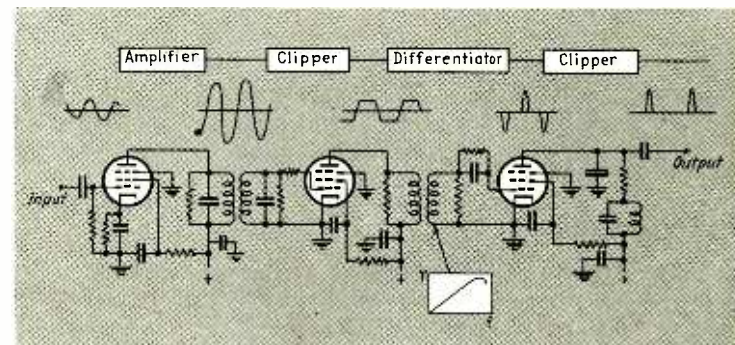 Amplifier Clipper Differentiator Clipper
input
Output
+ + +